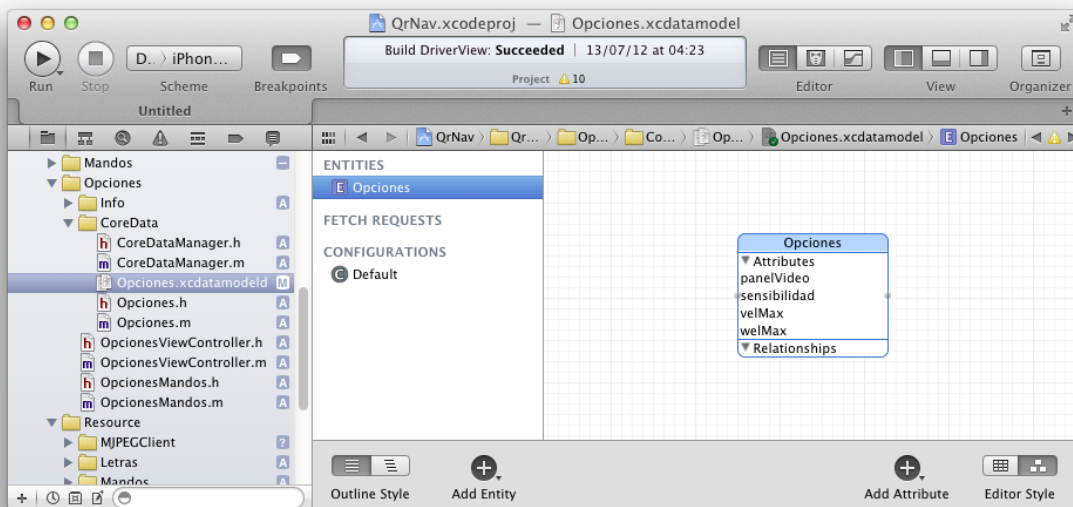 QrNav.xcodeproj — Opciones.xcdatamodel
Run
Stop
D.. 〉 iPhon...
Scheme
Breakpoints
Build DriverView: Succeeded | 13/07/12 at 04:23
Project 10
Editor
View
Organizer
Untitled
QrNav 〉 Qr... 〉 Op... 〉 Co... 〉 Op... 〉 Opciones.xcdatamodel 〉 E Opciones
Mandos
Opciones
Info A
CoreData
h CoreDataManager.h A
m CoreDataManager.m A
Opciones.xcdatamodeld M
h Opciones.h A
m Opciones.m A
h OpcionesViewController.h A
m OpcionesViewController.m A
h OpcionesMandos.h A
m OpcionesMandos.m A
Resource
MJPEGClient ?
Letras A
Mandos A
ENTITIES
E Opciones
FETCH REQUESTS
CONFIGURATIONS
C Default
Opciones
Attributes
panelVideo
sensibilidad
velMax
welMax
Relationships
Outline Style
Add Entity
Add Attribute
Editor Style